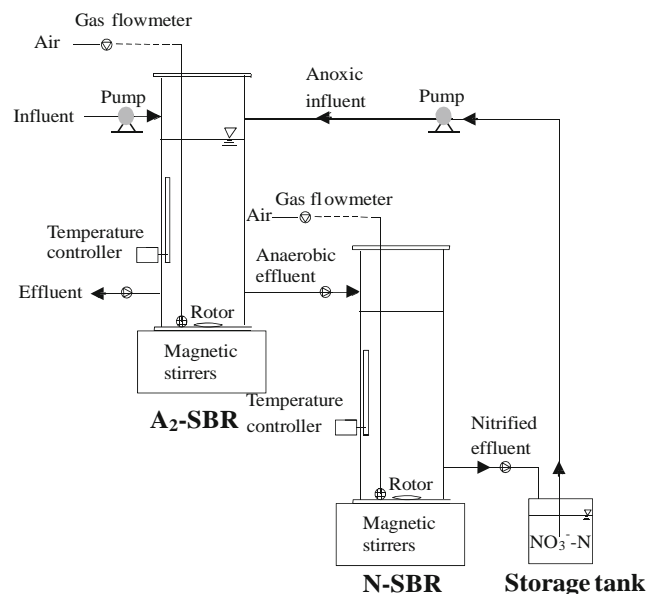 Gas flowmeter
Air
Pump
Influent
Anoxic
influent
Pump
Gas flowmeter
Air
Temperature
controller
Anaerobic
effluent
Effluent
Rotor
Magnetic
stirrers
A₂-SBR
Temperature
controller
Nitrified
effluent
Rotor
Magnetic
stirrers
NO₃⁻-N
N-SBR
Storage tank